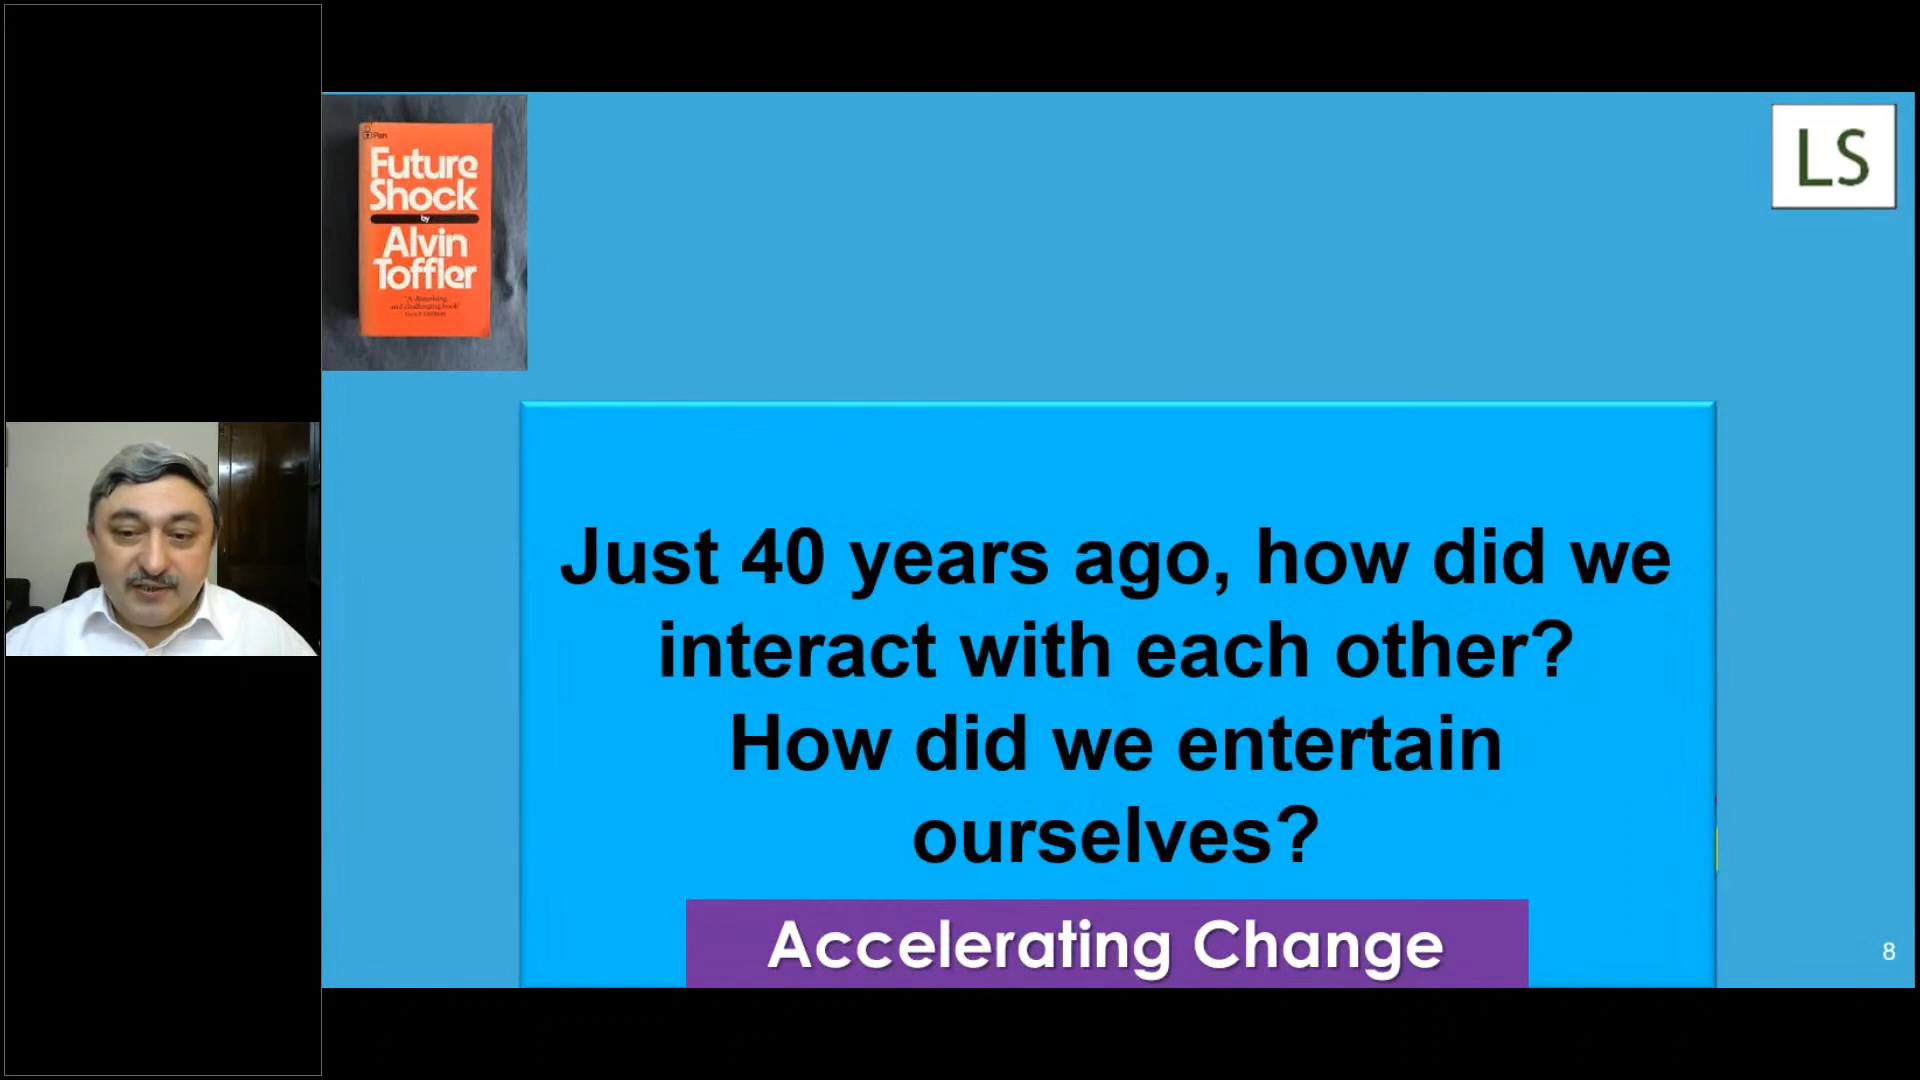 Pan
Future
Shock
by
Alvin
Toffler
LS
Just 40 years ago, how did we
interact with each other?
How did we entertain
ourselves?
Accelerating Change
8